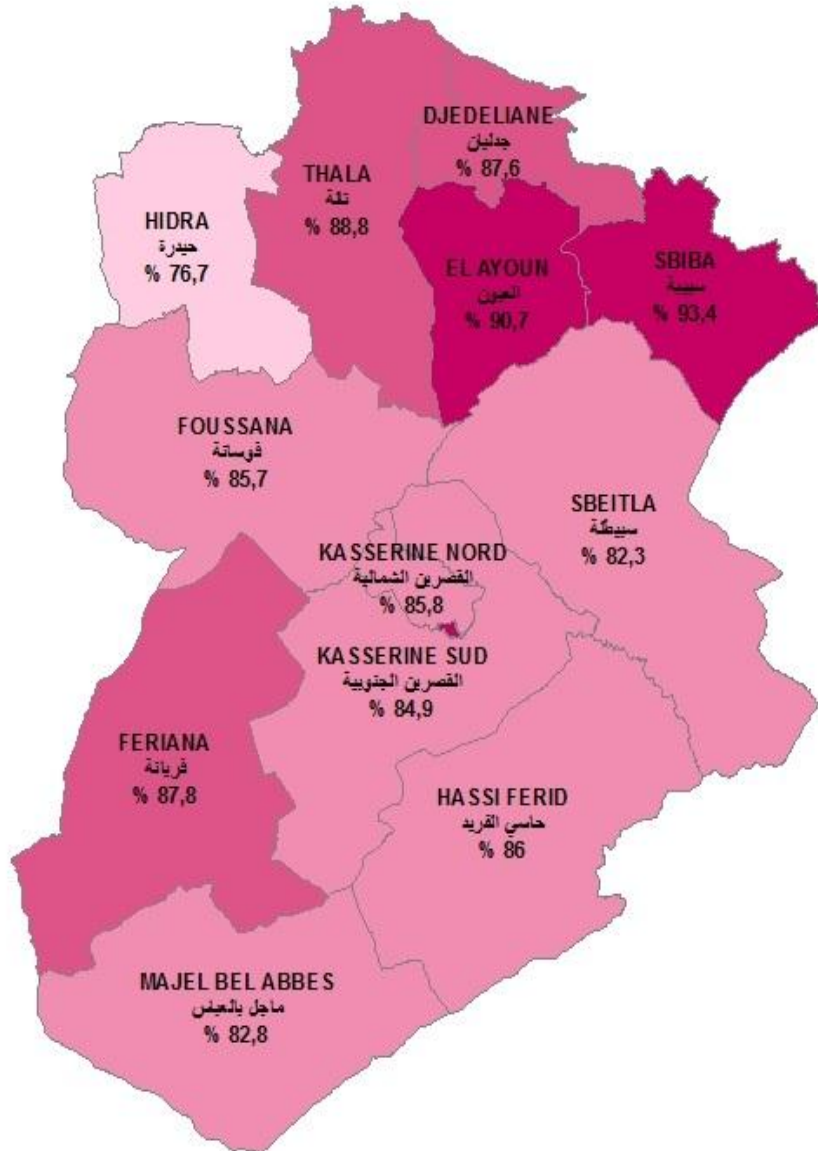 DJEDELIANE
جدليان
% 87,6
THALA
تالة
% 88,8
HIDRA
حيدرة
% 76,7
EL AYOUN
العيون
% 90,7
SBIBA
سبيبة
% 93,4
FOUSSANA
فوسانة
% 85,7
SBEITLA
سبيطلة
% 82,3
KASSERINE NORD
القصرين الشمالية
% 85,8
KASSERINE SUD
القصرين الجنوبية
% 84,9
FERIANA
فريانة
% 87,8
HASSI FERID
حاسي الفريد
% 86
MAJEL BEL ABBES
ماجل بالعباس
% 82,8